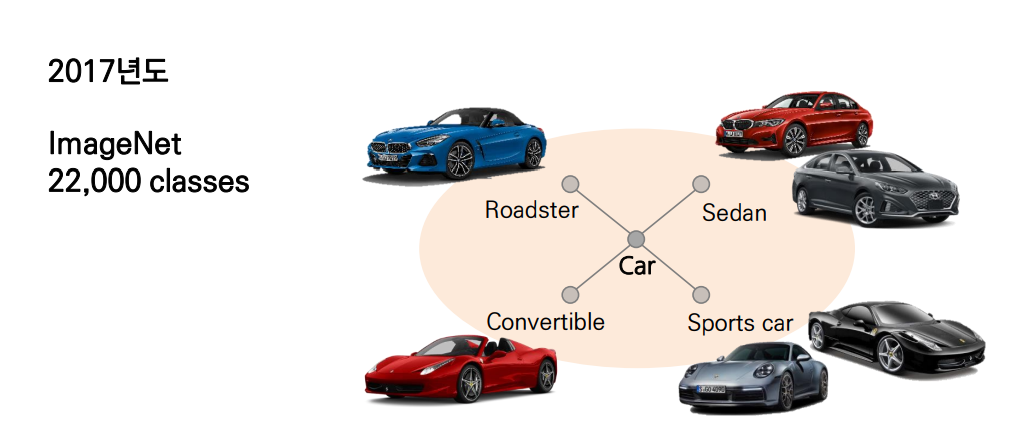 2017년도
ImageNet
22,000 classes
Roadster
Sedan
Car
Convertible
Sports car